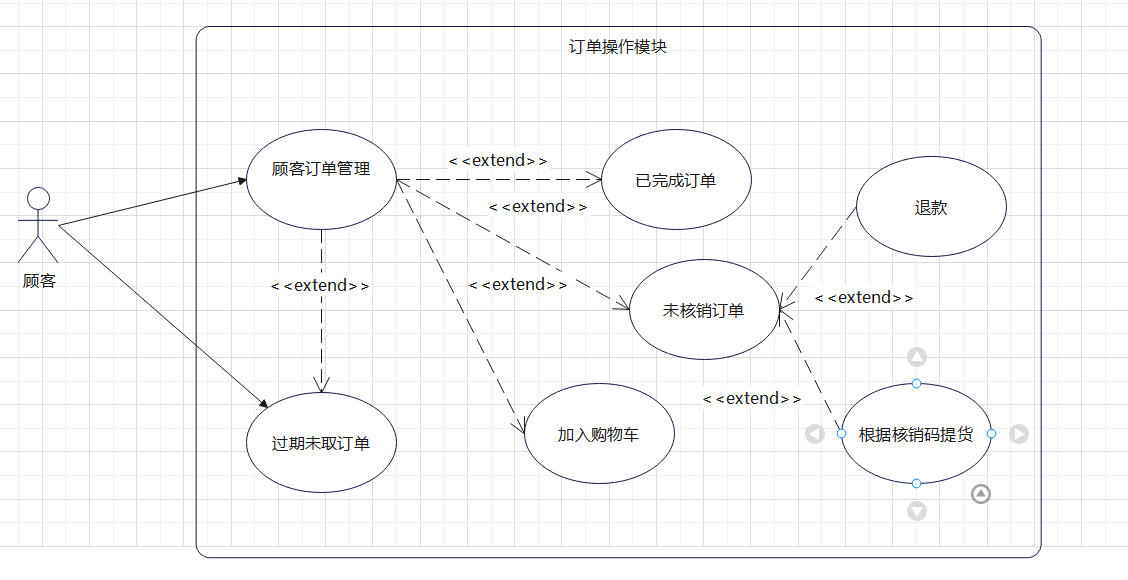 订单操作模块
顾客订单管理
<<extend>>
已完成订单
<<extend>>
退款
顾客
<<extend>>
<<extend>>
<<extend>>
未核销订单
<<extend>>
过期未取订单
加入购物车
根据核销码提货